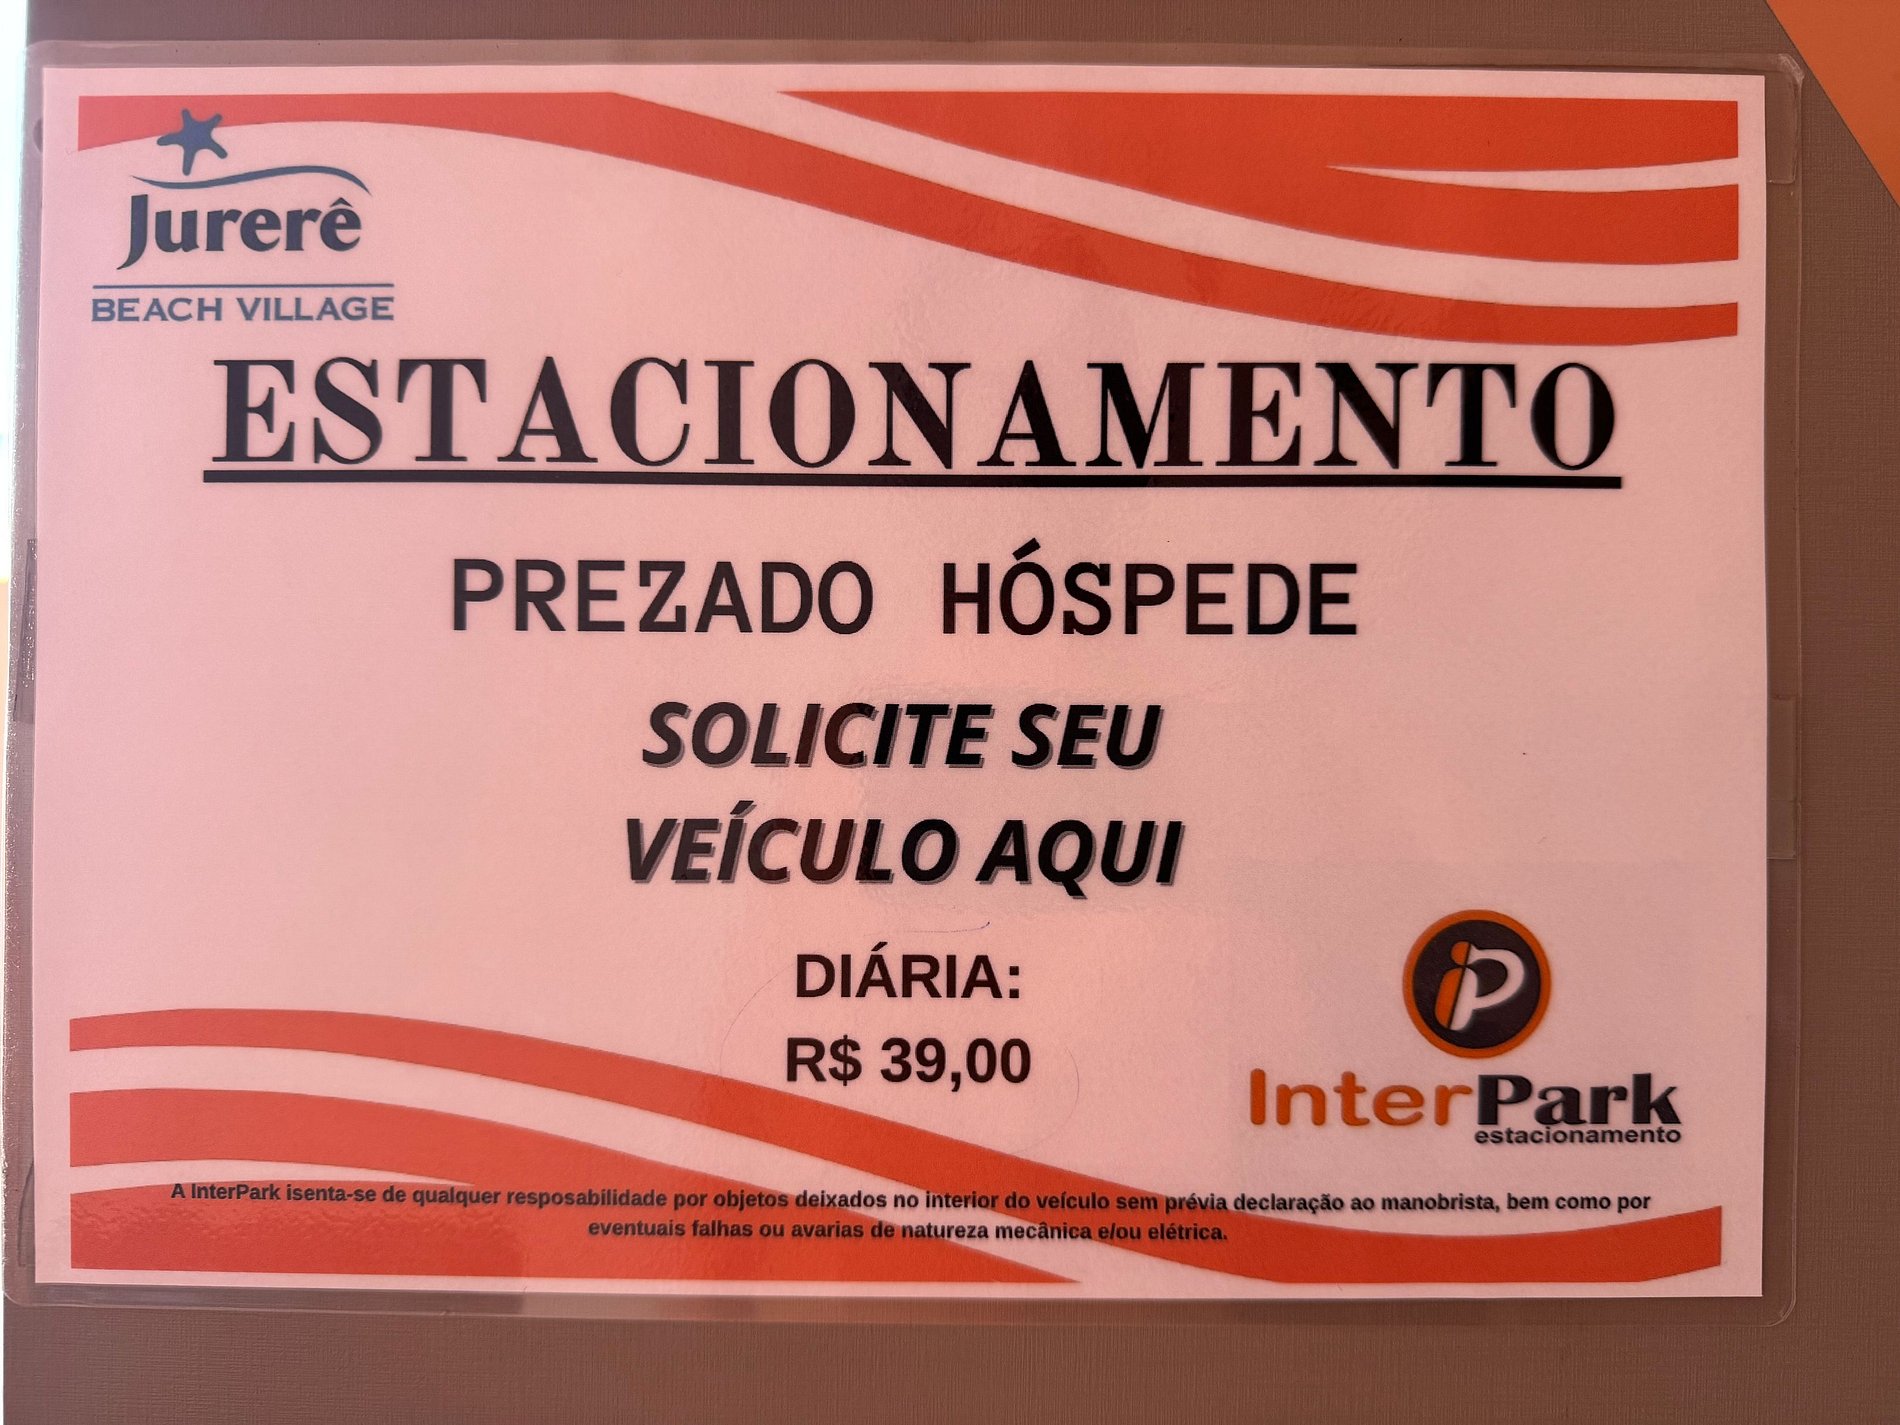 Jurerê
BEACH VILLAGE
ESTACIONAMENTO
PREZADO HÓSPEDE
SOLICITE SEU
VEÍCULO AQUI
DIÁRIA:
R$ 39,00
iP
InterPark
estacionamento
A InterPark isenta-se de qualquer resposabilidade por objetos deixados no interior do veículo sem prévia declaração ao manobrista, bem como por
eventuais falhas ou avarias de natureza mecânica e/ou elétrica.